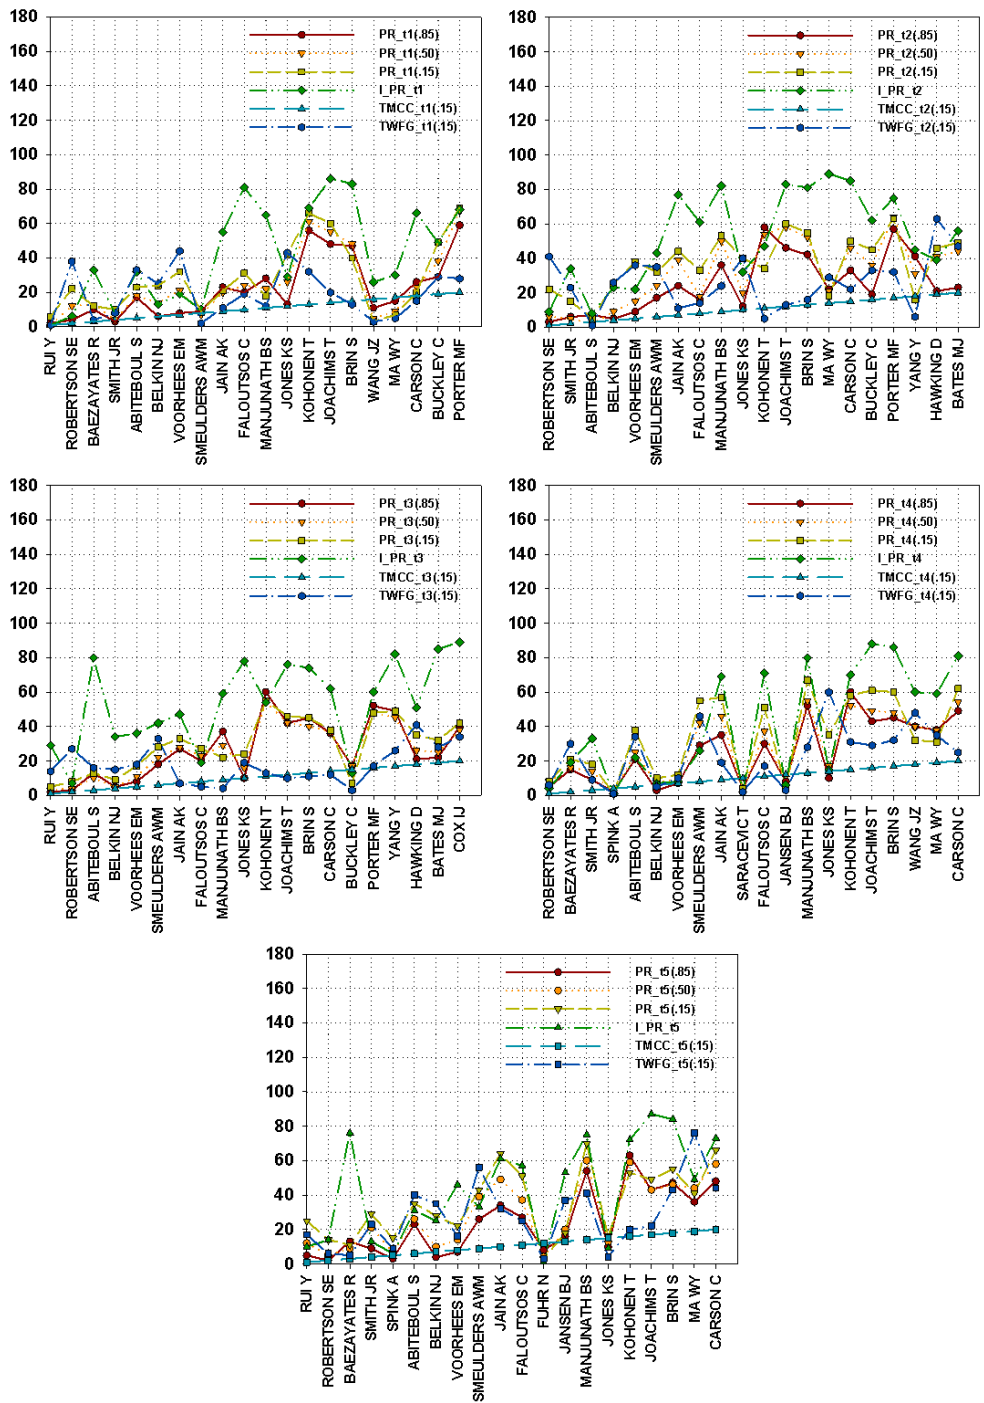 180
160
140
120
100
80
60
40
20
0
PR_t1(.85)
PR_t1(.50)
PR_t1(.15)
I_PR_t1
TMCC_t1(.15)
TWFG_t1(.15)
RUI Y
ROBERTSON SE
BAEZAYATES R
SMITH JR
ABITEBOUL S
BELKIN NJ
VOORHEES EM
SMEULDERS AWM
JAIN AK
FALOUTSOS C
MANJUNATH BS
JONES KS
KOHONEN T
JOACHIMS T
BRIN S
WANG JZ
MA WY
CARSON C
BUCKLEY C
PORTER MF
180
160
140
120
100
80
60
40
20
0
PR_t2(.85)
PR_t2(.50)
PR_t2(.15)
I_PR_t2
TMCC_t2(.15)
TWFG_t2(.15)
ROBERTSON SE
SMITH JR
ABITEBOUL S
BELKIN NJ
VOORHEES EM
SMEULDERS AWM
JAIN AK
FALOUTSOS C
MANJUNATH BS
JONES KS
KOHONEN T
JOACHIMS T
BRIN S
MA WY
CARSON C
BUCKLEY C
PORTER MF
YANG Y
HAWKING D
BATES MJ
180
160
140
120
100
80
60
40
20
0
PR_t3(.85)
PR_t3(.50)
PR_t3(.15)
I_PR_t3
TMCC_t3(.15)
TWFG_t3(.15)
RUI Y
ROBERTSON SE
ABITEBOUL S
BELKIN NJ
VOORHEES EM
SMEULDERS AWM
JAIN AK
FALOUTSOS C
MANJUNATH BS
JONES KS
KOHONEN T
JOACHIMS T
BRIN S
CARSON C
BUCKLEY C
PORTER MF
YANG Y
HAWKING D
BATES MJ
COX IJ
180
160
140
120
100
80
60
40
20
0
PR_t4(.85)
PR_t4(.50)
PR_t4(.15)
I_PR_t4
TMCC_t4(.15)
TWFG_t4(.15)
ROBERTSON SE
BAEZAYATES R
SMITH JR
SPINK A
ABITEBOUL S
BELKIN NJ
VOORHEES EM
SMEULDERS AWM
JAIN AK
SARACEVIC T
FALOUTSOS C
JANSEN BJ
MANJUNATH BS
JONES KS
KOHONEN T
JOACHIMS T
BRIN S
WANG JZ
MA WY
CARSON C
180
160
140
120
100
80
60
40
20
0
PR_t5(.85)
PR_t5(.50)
PR_t5(.15)
I_PR_t5
TMCC_t5(.15)
TWFG_t5(.15)
RUI Y
ROBERTSON SE
BAEZAYATES R
SMITH JR
SPINK A
ABITEBOUL S
BELKIN NJ
VOORHEES EM
SMEULDERS AWM
JAIN AK
FALOUTSOS C
FUHR N
JANSEN BJ
MANJUNATH BS
JONES KS
KOHONEN T
JOACHIMS T
BRIN S
MA WY
CARSON C